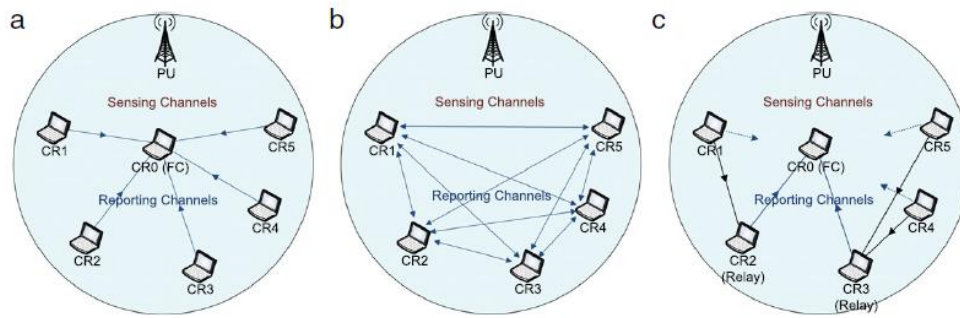 a
PU
Sensing Channels
CR1
CR5
CR0 (FC)
Reporting Channels
CR4
CR2
CR3
b
PU
Sensing Channels
CR1
CR5
Reporting Channels
CR4
CR2
CR3
c
PU
Sensing Channels
CR1
CR5
CR0 (FC)
Reporting Channels
CR4
CR2
(Relay)
CR3
(Relay)